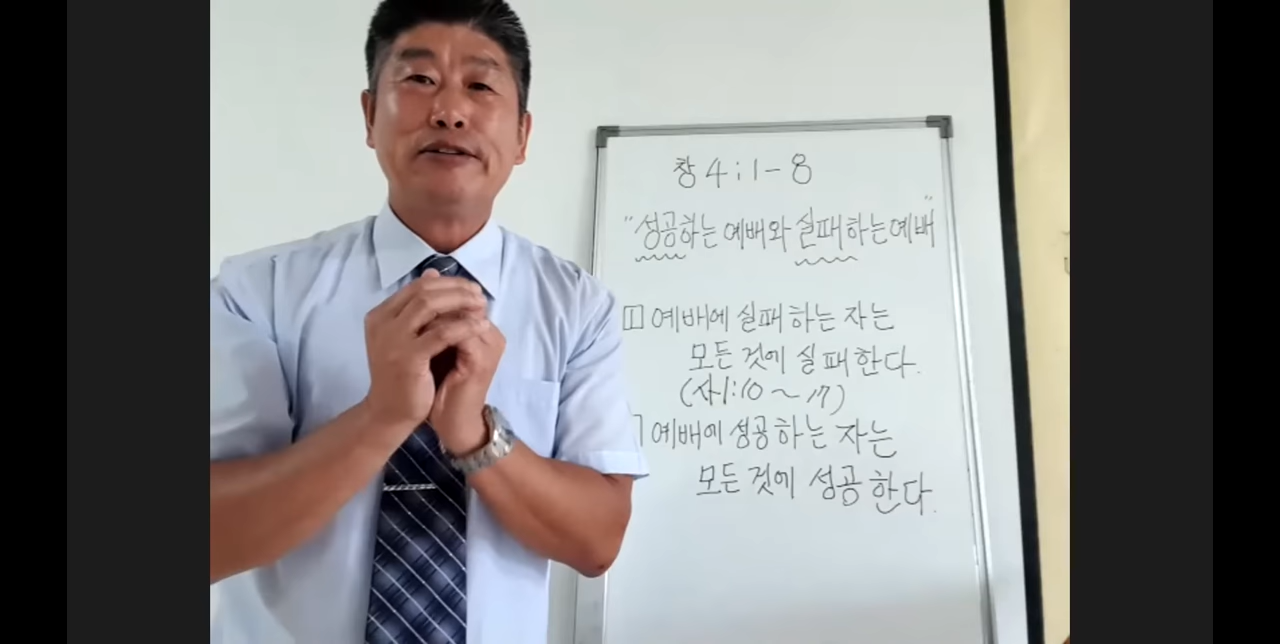 창 4:1-8
"성공하는 예배와 실패하는예배"
1 예배에 실패하는 자는
모든 것에 실패한다.
(사1:10~17)
예배에 성공하는 자는
모든 것에 성공한다.